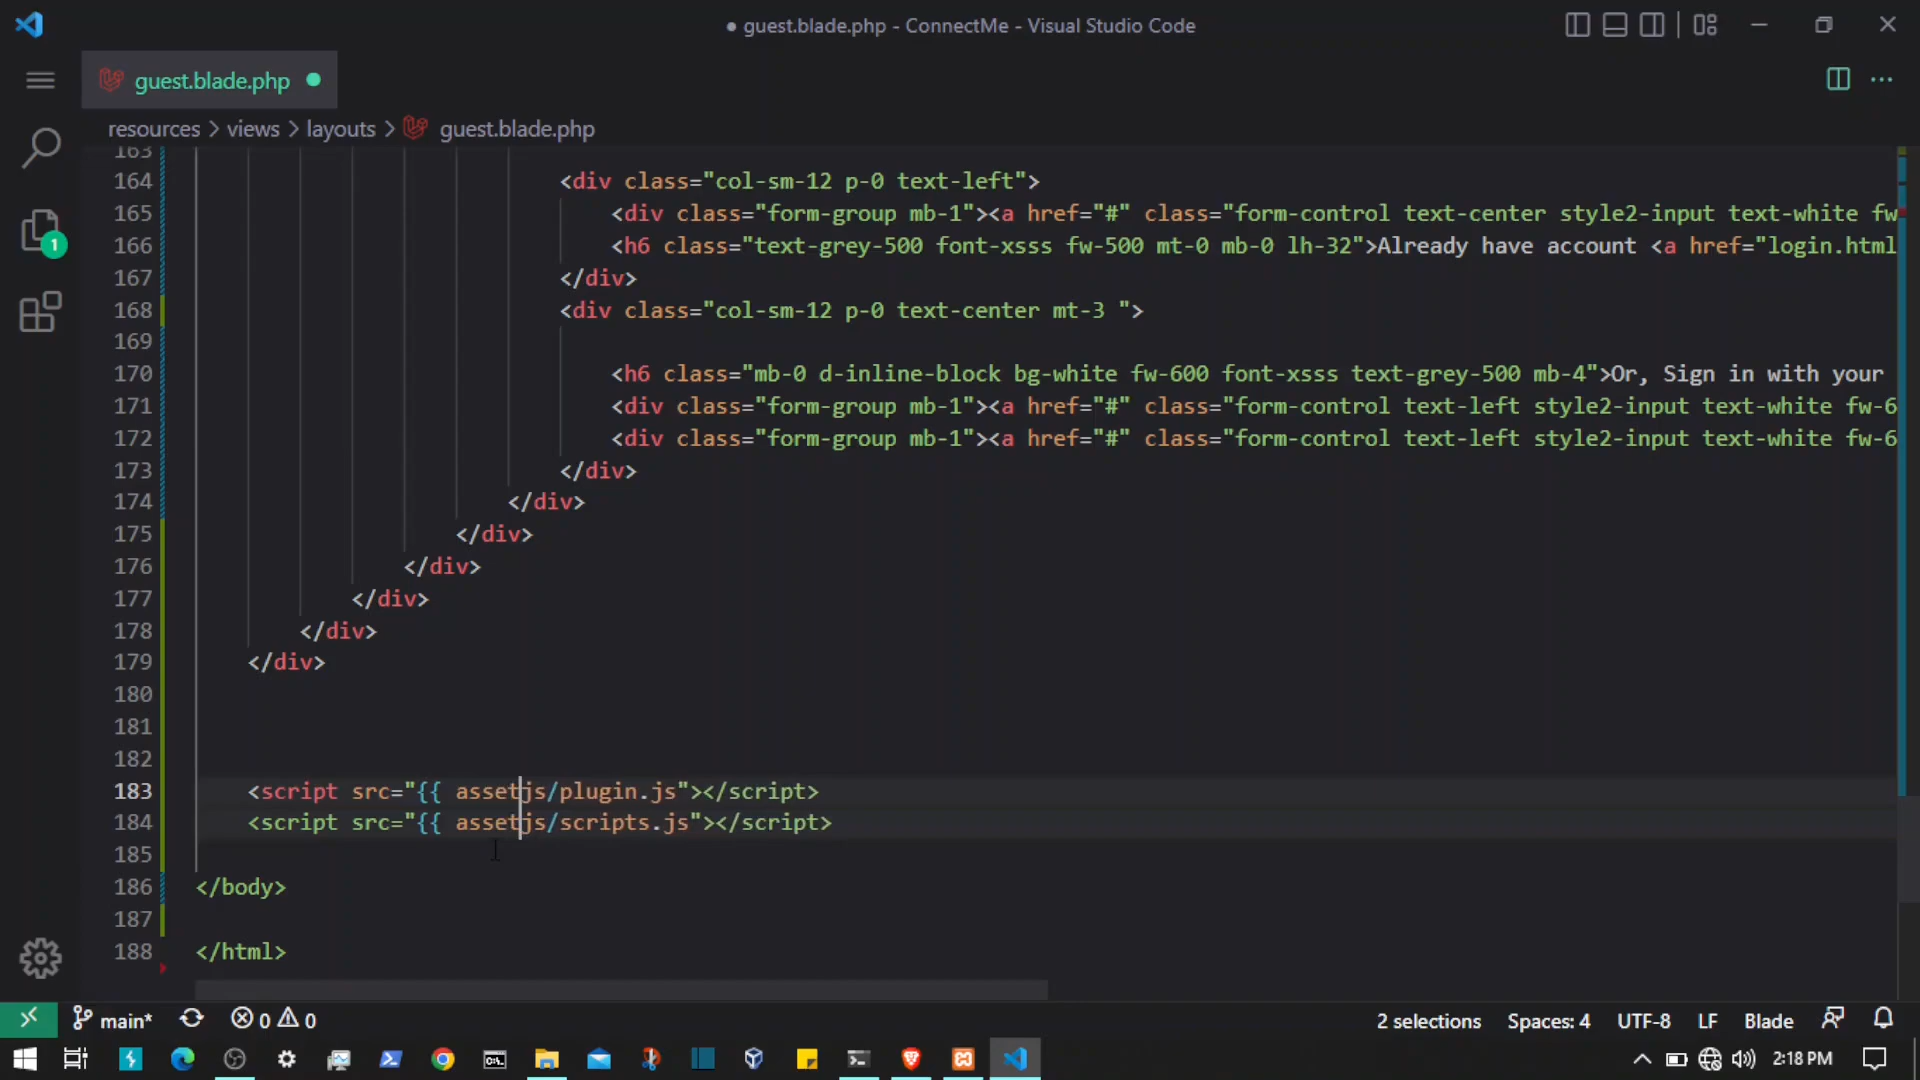 ● guest.blade.php - ConnectMe - Visual Studio Code
guest.blade.php
resources > views > layouts > guest.blade.php
163
164 <div class="col-sm-12 p-0 text-left">
165 <div class="form-group mb-1"><a href="#" class="form-control text-center style2-input text-white fw
166 <h6 class="text-grey-500 font-xsss fw-500 mt-0 mb-0 lh-32">Already have account <a href="login.html
167 </div>
168 <div class="col-sm-12 p-0 text-center mt-3 ">
169
170 <h6 class="mb-0 d-inline-block bg-white fw-600 font-xsss text-grey-500 mb-4">Or, Sign in with your
171 <div class="form-group mb-1"><a href="#" class="form-control text-left style2-input text-white fw-6
172 <div class="form-group mb-1"><a href="#" class="form-control text-left style2-input text-white fw-6
173 </div>
174 </div>
175 </div>
176 </div>
177 </div>
178 </div>
179 </div>
180
181
182
183 <script src="{{ assetjs/plugin.js"></script>
184 <script src="{{ assetjs/scripts.js"></script>
185
186 </body>
187
188 </html>
1
main* 0 0 2 selections Spaces: 4 UTF-8 LF Blade
2:18 PM